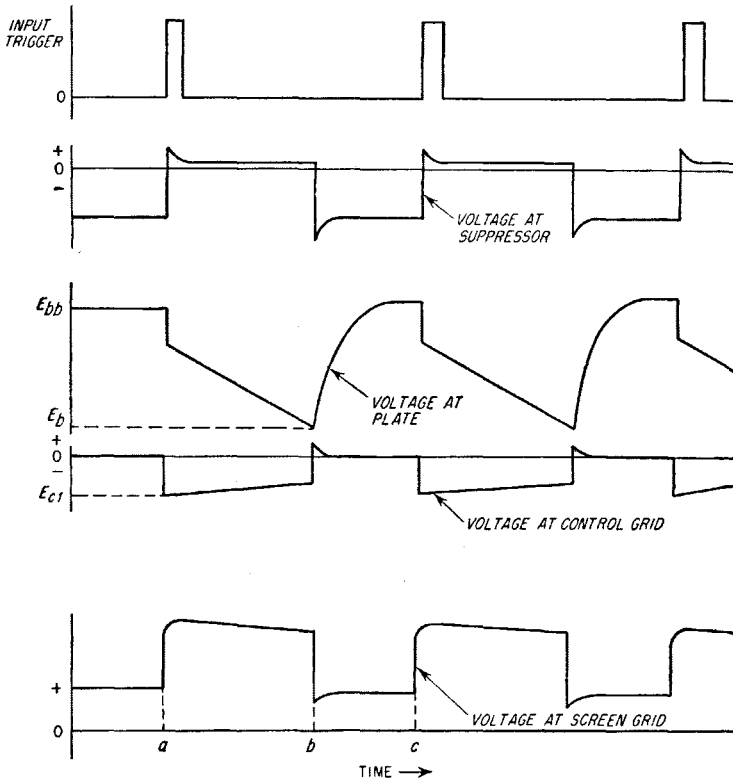 INPUT
TRIGGER
0
+
0
-
VOLTAGE AT
SUPPRESSOR
Ebb
VOLTAGE AT
PLATE
Eb
+
0
-
Ec1
VOLTAGE AT CONTROL GRID
+
VOLTAGE AT SCREEN GRID
0
a b c
TIME →